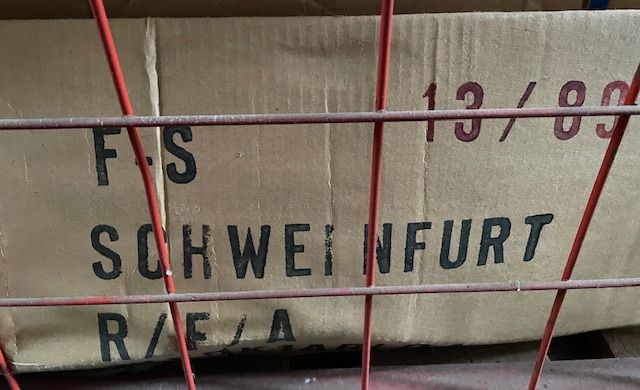 13/89
F-S
SCHWEINFURT
R/F/A